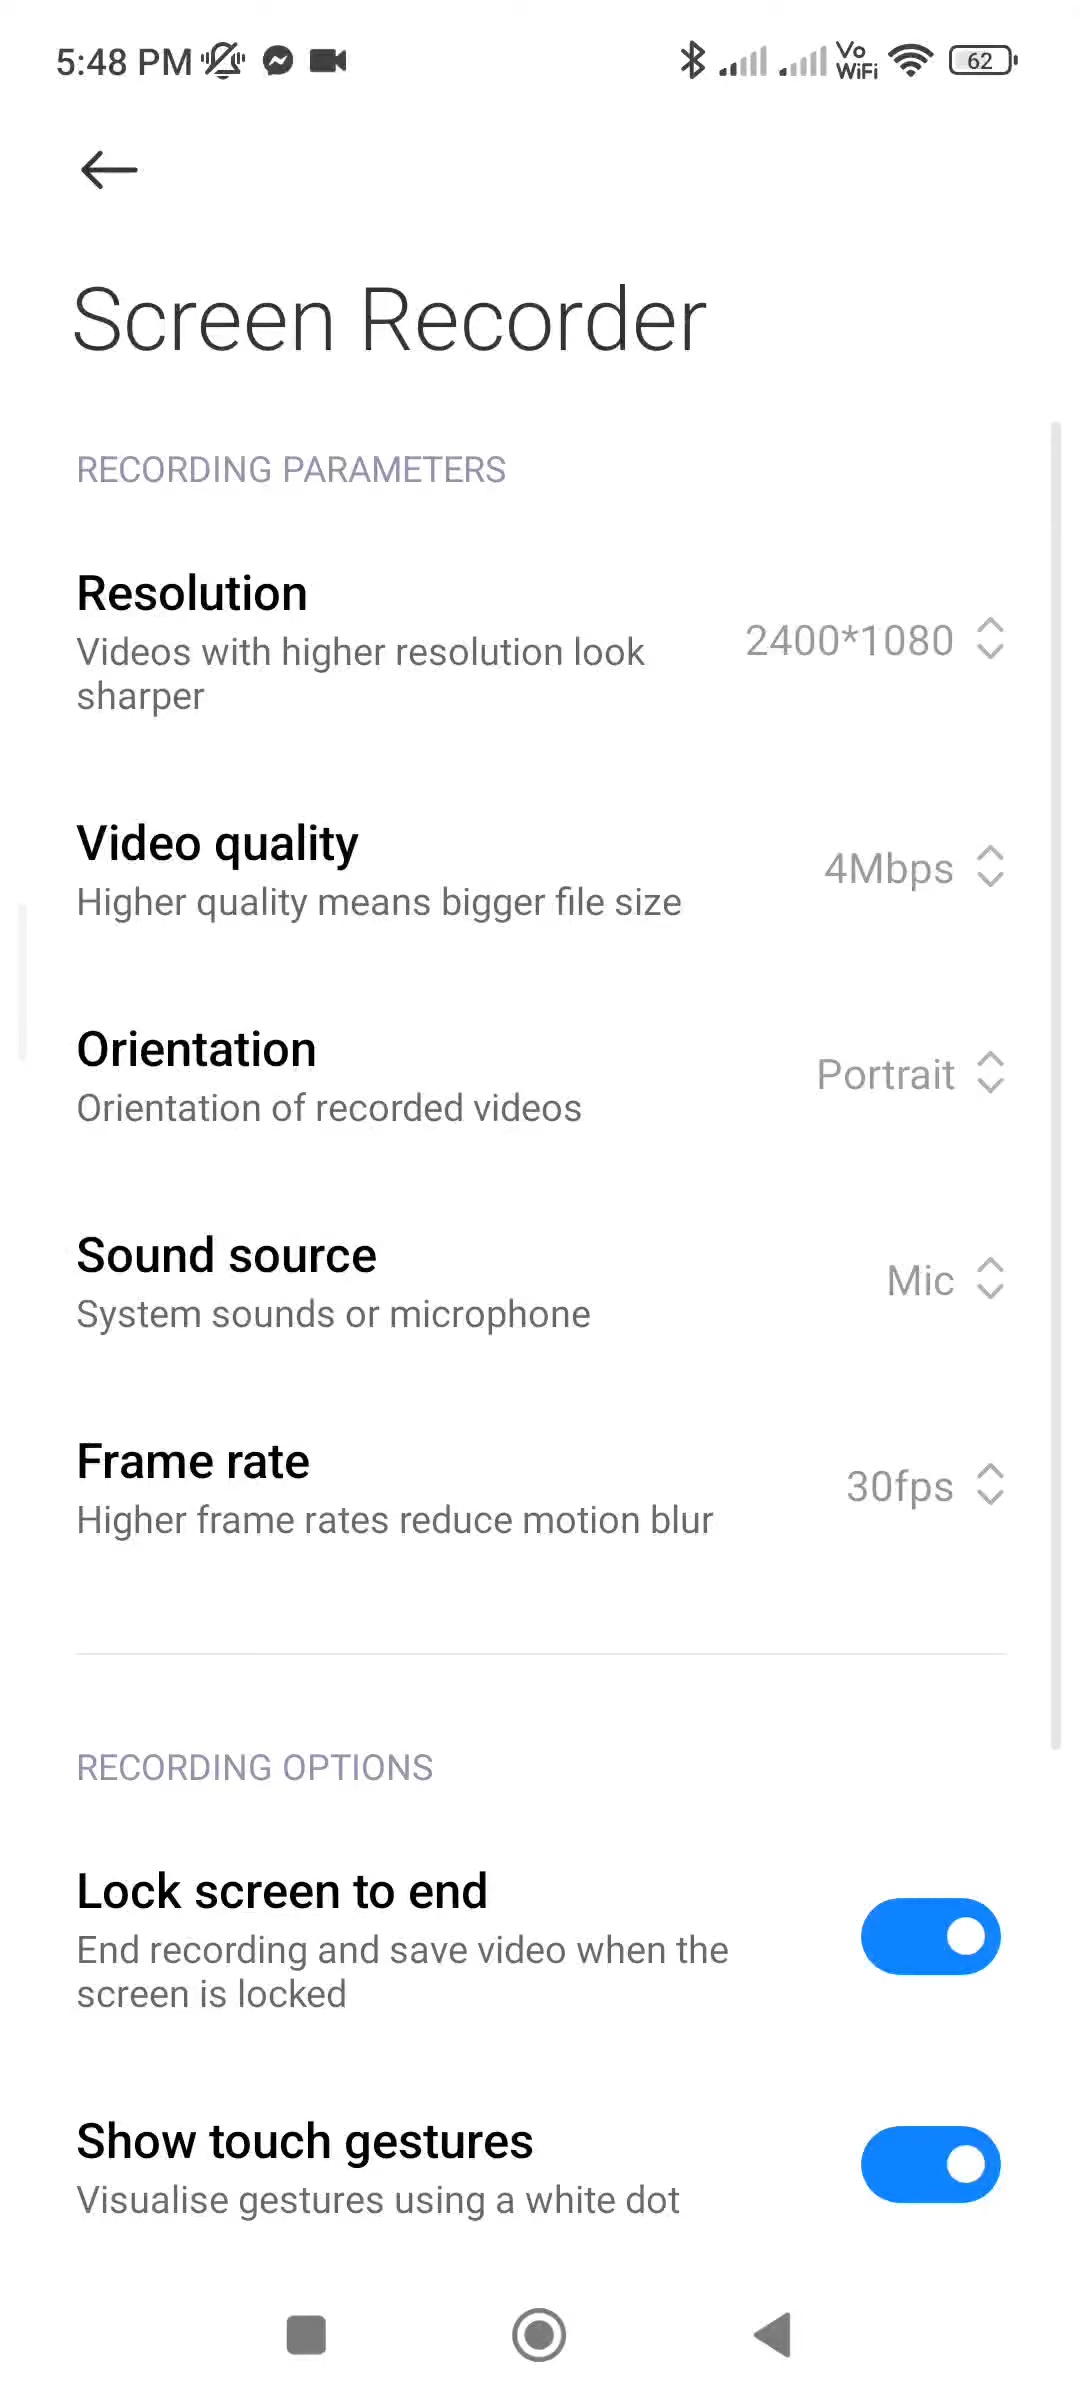 5:48 PM
Vo
WiFi
62
Screen Recorder
RECORDING PARAMETERS
Resolution
Videos with higher resolution look
sharper
2400*1080
Video quality
Higher quality means bigger file size
4Mbps
Orientation
Orientation of recorded videos
Portrait
Sound source
System sounds or microphone
Mic
Frame rate
Higher frame rates reduce motion blur
30fps
RECORDING OPTIONS
Lock screen to end
End recording and save video when the
screen is locked
Show touch gestures
Visualise gestures using a white dot